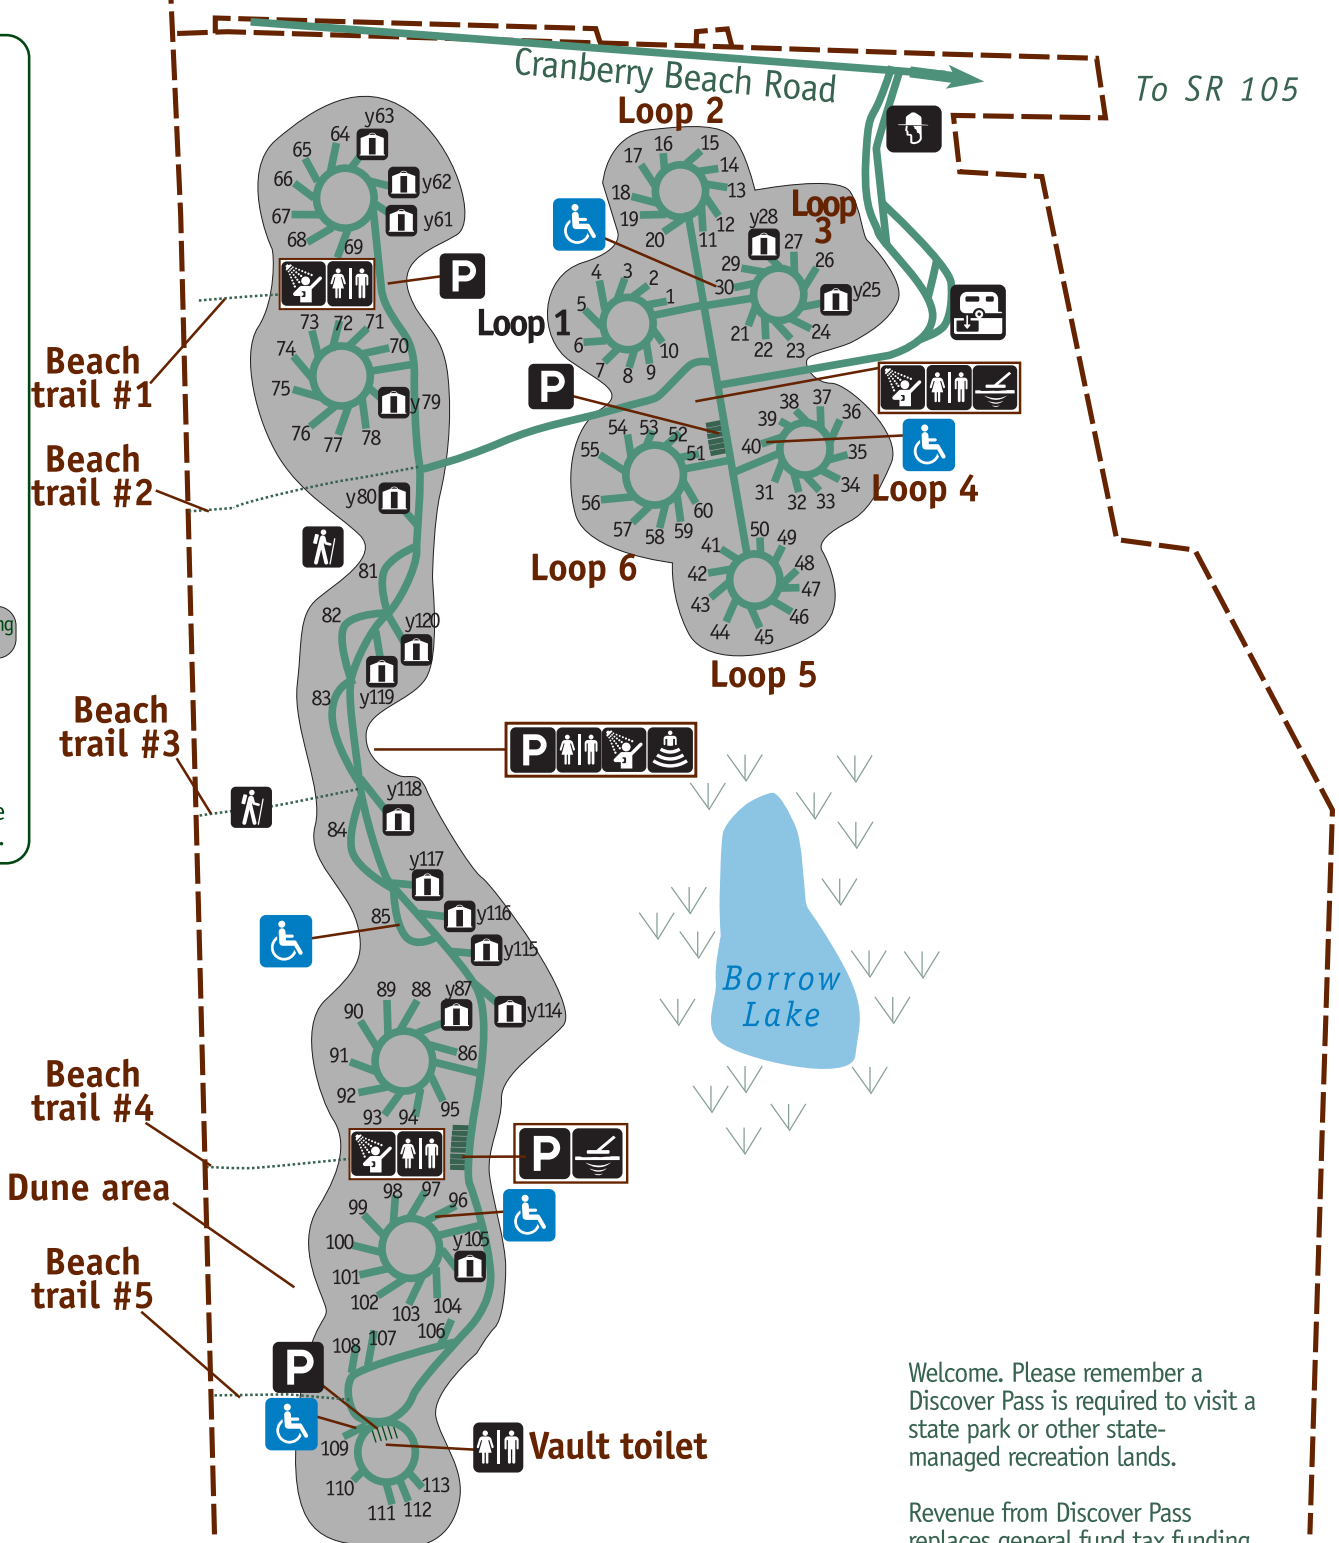 Cranberry Beach Road
To SR 105
Loop 2
y63
64
65
66
67
68
69
y62
y61
P
16
15
17
14
18
13
19
12
20
11
Loop
3
y28
27
26
29
30
y25
21
22
23
24
4
3
2
5
1
Loop 1
6
7
8
9
10
P
73
72
71
74
70
75
y79
76
77
78
Beach
trail #1
Beach
trail #2
y80
38
37
39
36
40
35
34
31
32
33
Loop 4
54
53
52
55
51
56
57
58
59
60
Loop 6
50
49
41
48
42
47
43
46
44
45
Loop 5
81
82
y120
ng
83
y119
Beach
trail #3
P
y118
e
.
84
y117
85
y116
y115
Borrow
Lake
89
88
y87
y114
90
91
86
92
93
94
95
Beach
trail #4
P
Dune area
98
97
96
99
100
y105
101
102
103
104
Beach
trail #5
106
107
108
P
109
Vault toilet
110
113
111
112
Welcome. Please remember a
Discover Pass is required to visit a
state park or other state-
managed recreation lands.
Revenue from Discover Pass
replaces general fund tax funding